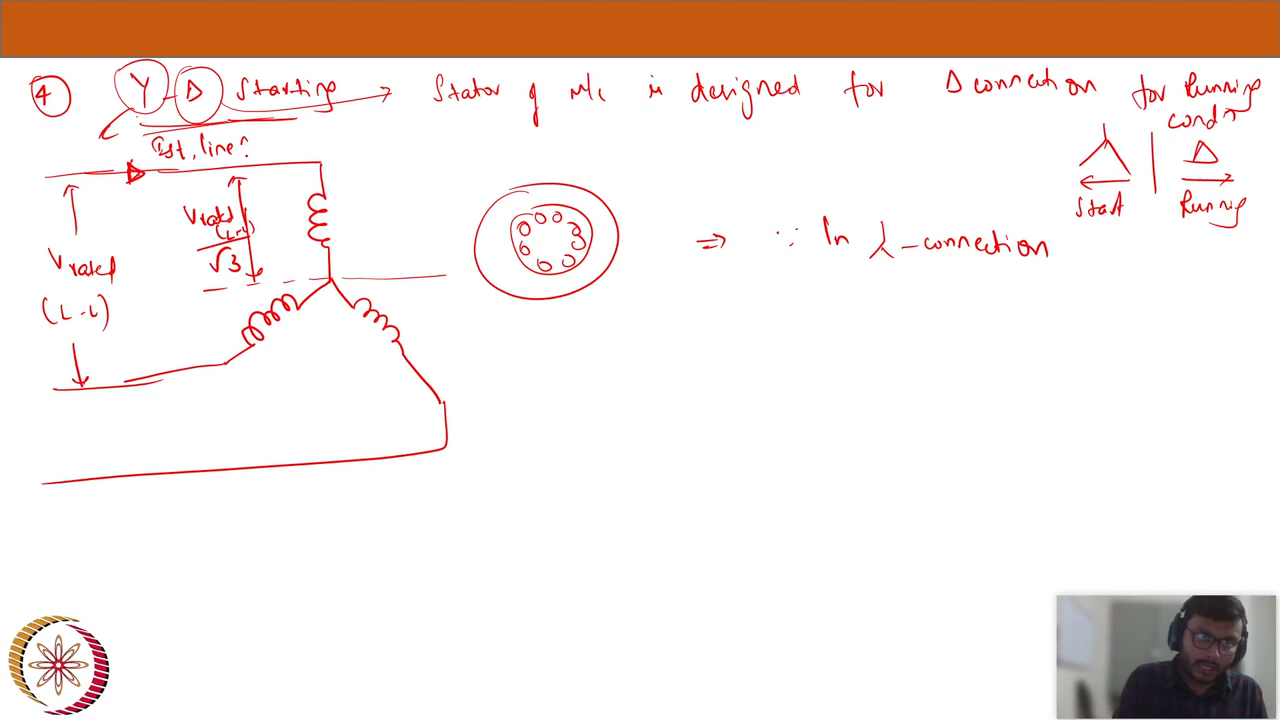 ④ Y - Δ Starting → Stator of m/c is designed for Δ connection for Running condⁿ
Ist, line?
Start | Δ Running
Vrated (L-L)
Vrated (L-L) / √3
⇒ ∵ In Y - connection